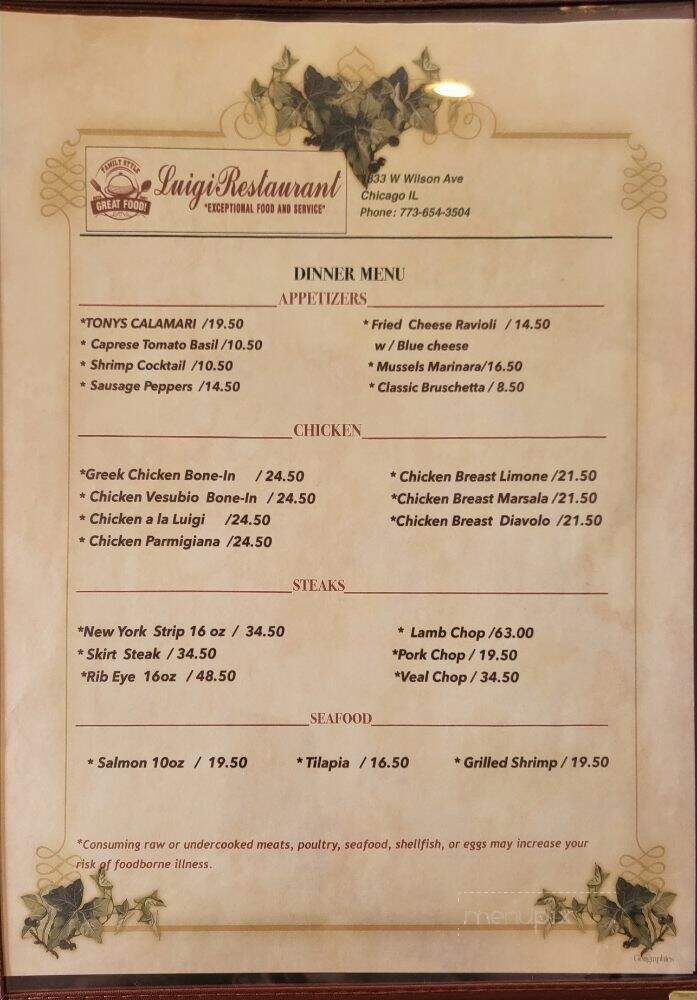 FAMILY STYLE
GREAT FOOD!
Luigi Restaurant
"EXCEPTIONAL FOOD AND SERVICE"
833 W Wilson Ave
Chicago IL
Phone: 773-654-3504
DINNER MENU
APPETIZERS
*TONYS CALAMARI /19.50
* Caprese Tomato Basil /10.50
* Shrimp Cocktail /10.50
* Sausage Peppers /14.50
* Fried Cheese Ravioli / 14.50
w / Blue cheese
* Mussels Marinara/16.50
* Classic Bruschetta / 8.50
CHICKEN
*Greek Chicken Bone-In / 24.50
* Chicken Vesubio Bone-In / 24.50
* Chicken a la Luigi /24.50
* Chicken Parmigiana /24.50
* Chicken Breast Limone /21.50
*Chicken Breast Marsala /21.50
*Chicken Breast Diavolo /21.50
STEAKS
*New York Strip 16 oz / 34.50
* Skirt Steak / 34.50
*Rib Eye 16oz / 48.50
* Lamb Chop /63.00
*Pork Chop / 19.50
*Veal Chop / 34.50
SEAFOOD
* Salmon 10oz / 19.50 * Tilapia / 16.50 * Grilled Shrimp / 19.50
*Consuming raw or undercooked meats, poultry, seafood, shellfish, or eggs may increase your
risk of foodborne illness.
menupix
Geographics